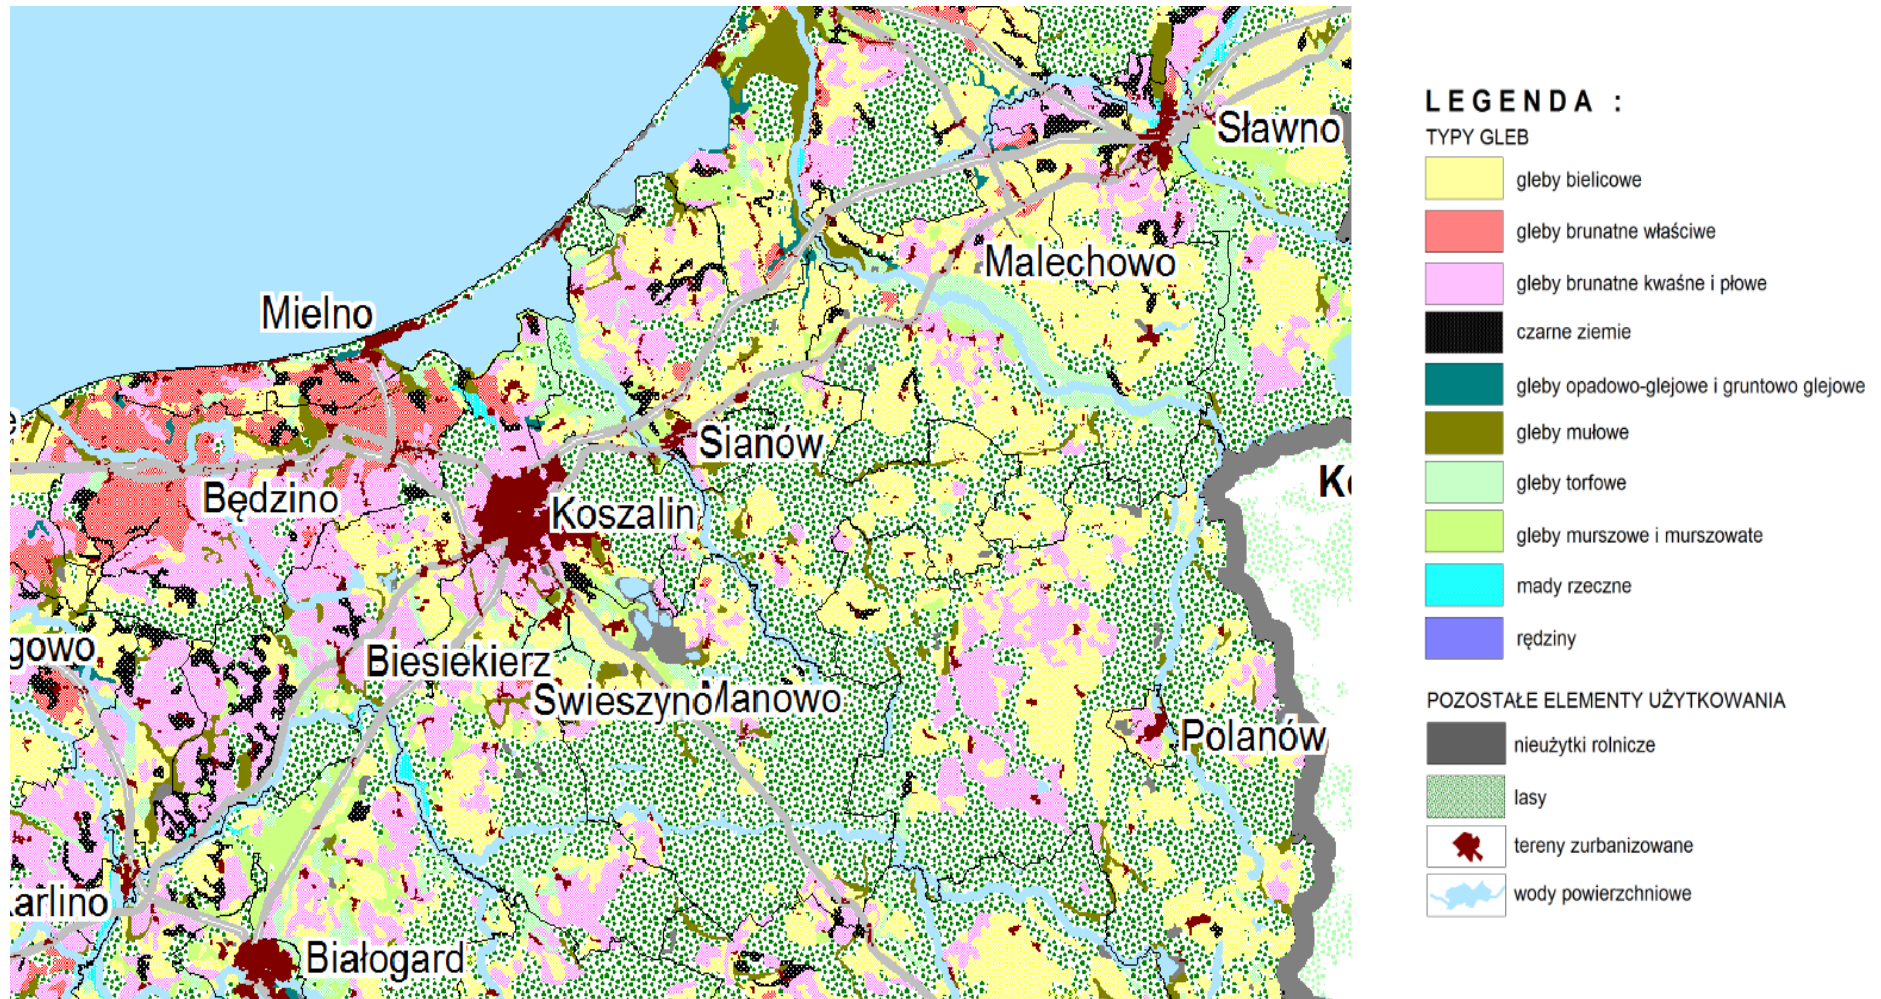 Sławno
Malechowo
Mielno
Sianów
Będzino
Koszalin
gowo
Biesiekierz
Świeszyno
Manowo
Polanów
arlino
Białogard
LEGENDA :
TYPY GLEB
gleby bielicowe
gleby brunatne właściwe
gleby brunatne kwaśne i płowe
czarne ziemie
gleby opadowo-glejowe i gruntowo glejowe
gleby mułowe
gleby torfowe
gleby murszowe i murszowate
mady rzeczne
rędziny
POZOSTAŁE ELEMENTY UŻYTKOWANIA
nieużytki rolnicze
lasy
tereny zurbanizowane
wody powierzchniowe